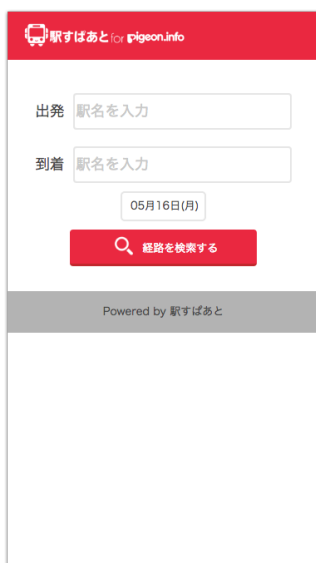 駅すぱあと for pigeon.info
出発 駅名を入力
到着 駅名を入力
05月16日(月)
経路を検索する
Powered by 駅すぱあと